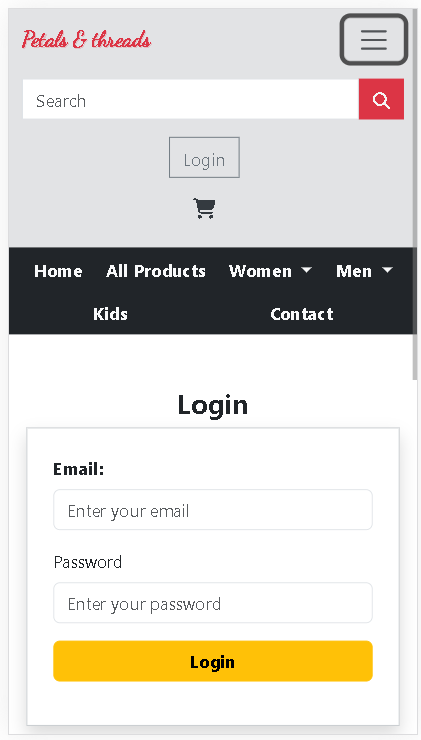 Petals & threads
Search
Login
Home All Products Women Men
Kids Contact
Login
Email:
Enter your email
Password
Enter your password
Login